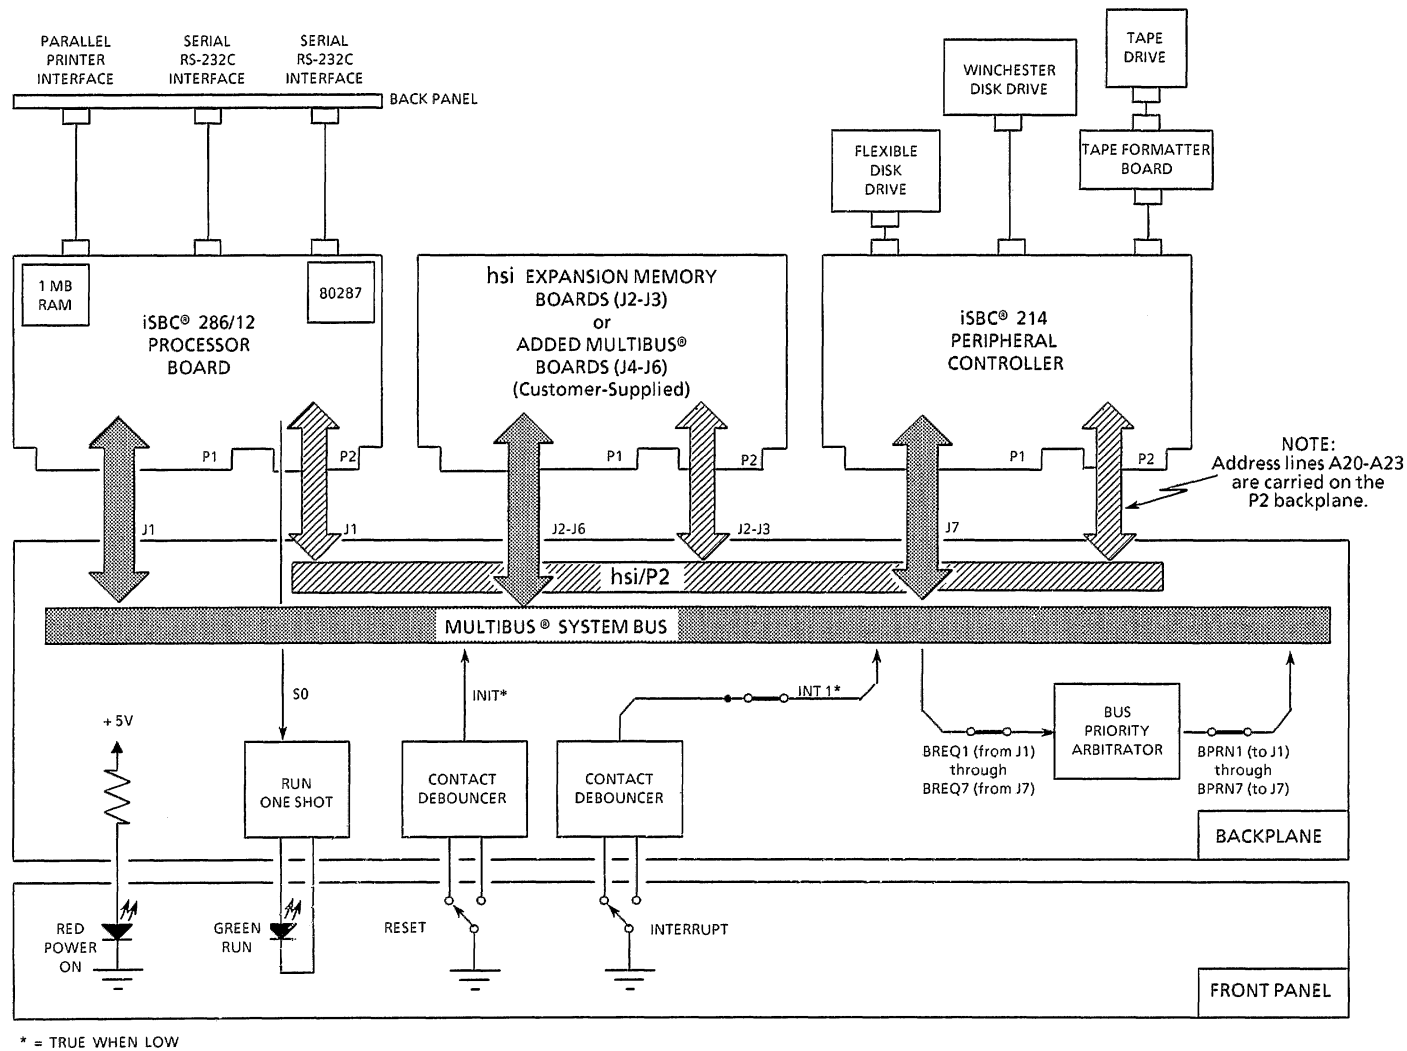 PARALLEL
PRINTER
INTERFACE
SERIAL
RS-232C
INTERFACE
SERIAL
RS-232C
INTERFACE
BACK PANEL
TAPE
DRIVE
WINCHESTER
DISK DRIVE
FLEXIBLE
DISK
DRIVE
TAPE FORMATTER
BOARD
1 MB
RAM
80287
iSBC® 286/12
PROCESSOR
BOARD
P1
P2
hsi EXPANSION MEMORY
BOARDS (J2-J3)
or
ADDED MULTIBUS®
BOARDS (J4-J6)
(Customer-Supplied)
P1
P2
iSBC® 214
PERIPHERAL
CONTROLLER
P1
P2
NOTE:
Address lines A20-A23
are carried on the
P2 backplane.
J1
J1
J2-J6
J2-J3
J7
hsi/P2
MULTIBUS® SYSTEM BUS
S0
INIT*
INT 1*
+5V
RUN
ONE SHOT
CONTACT
DEBOUNCER
CONTACT
DEBOUNCER
BREQ1 (from J1)
through
BREQ7 (from J7)
BUS
PRIORITY
ARBITRATOR
BPRN1 (to J1)
through
BPRN7 (to J7)
BACKPLANE
RED
POWER
ON
GREEN
RUN
RESET
INTERRUPT
FRONT PANEL
* = TRUE WHEN LOW